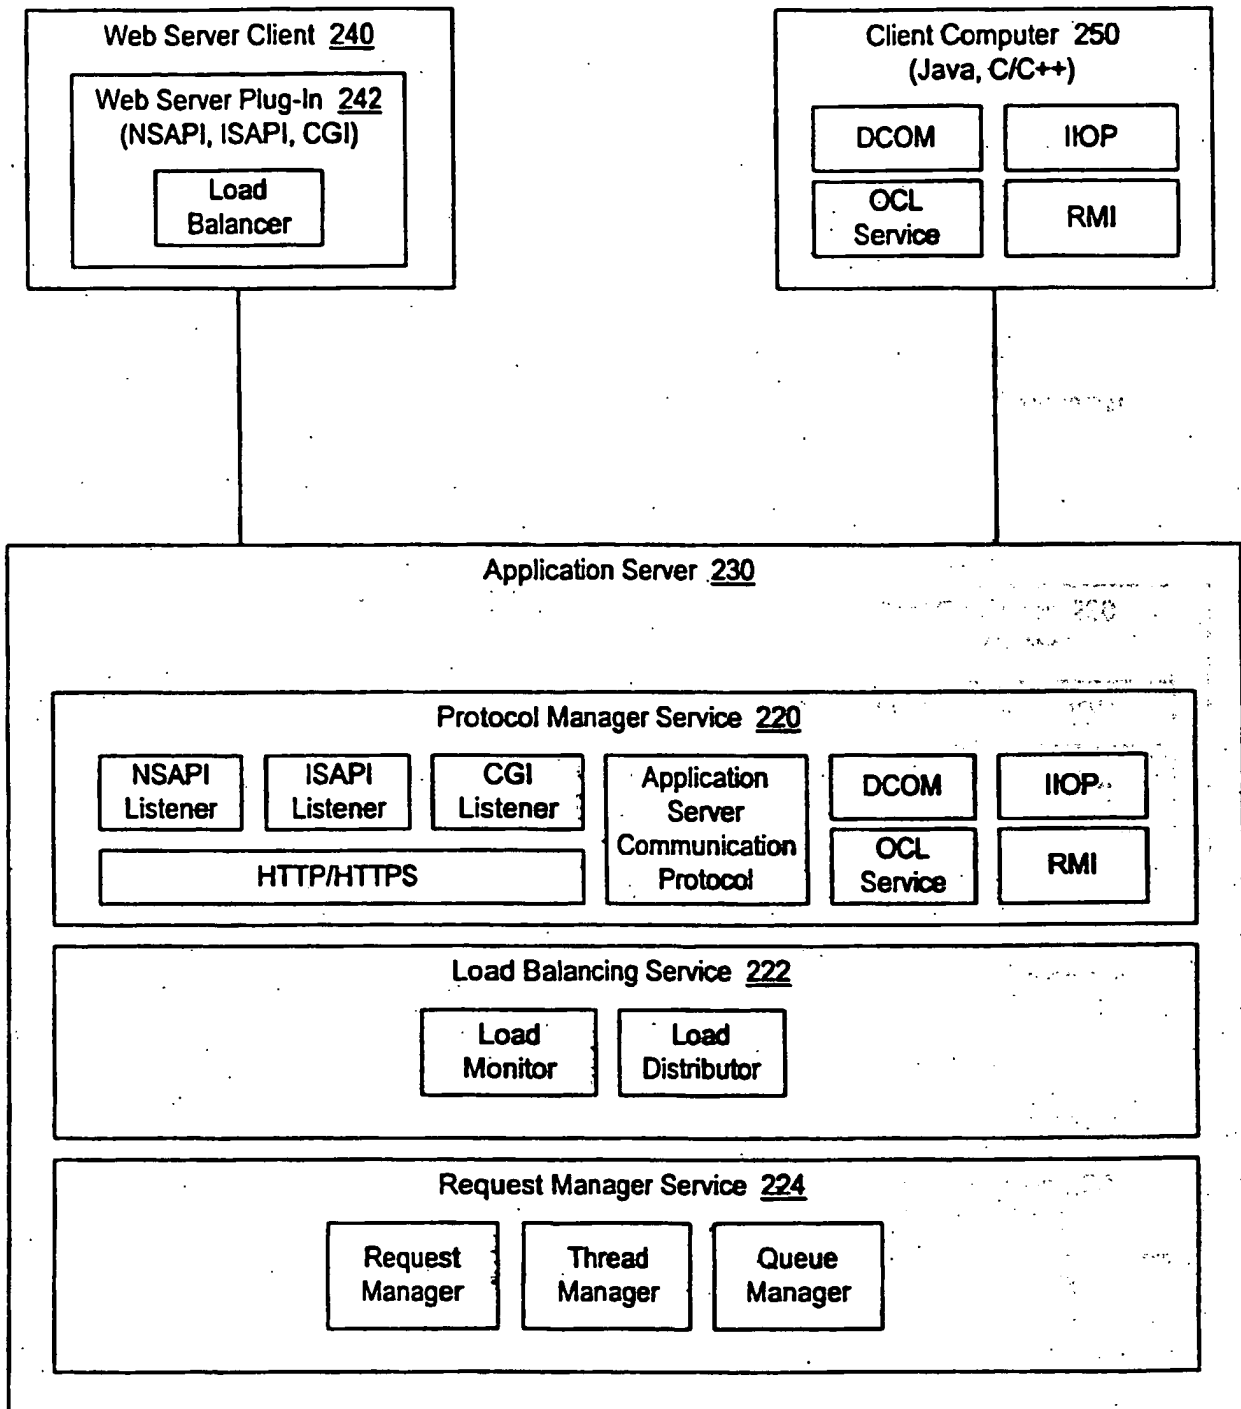 Web Server Client 240
Web Server Plug-In 242
(NSAPI, ISAPI, CGI)
Load
Balancer
Client Computer 250
(Java, C/C++)
DCOM
IIOP
OCL
Service
RMI
Application Server 230
Protocol Manager Service 220
NSAPI
Listener
ISAPI
Listener
CGI
Listener
HTTP/HTTPS
Application
Server
Communication
Protocol
DCOM
IIOP
OCL
Service
RMI
Load Balancing Service 222
Load
Monitor
Load
Distributor
Request Manager Service 224
Request
Manager
Thread
Manager
Queue
Manager